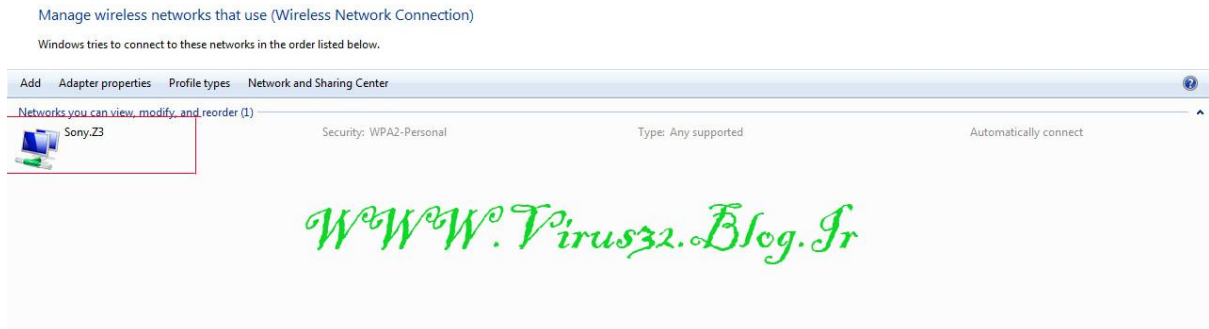 Manage wireless networks that use (Wireless Network Connection)
Windows tries to connect to these networks in the order listed below.
Add Adapter properties Profile types Network and Sharing Center
Networks you can view, modify, and reorder (1)
Sony.Z3 Security: WPA2-Personal Type: Any supported Automatically connect
WWW.Virus32.Blog.Ir